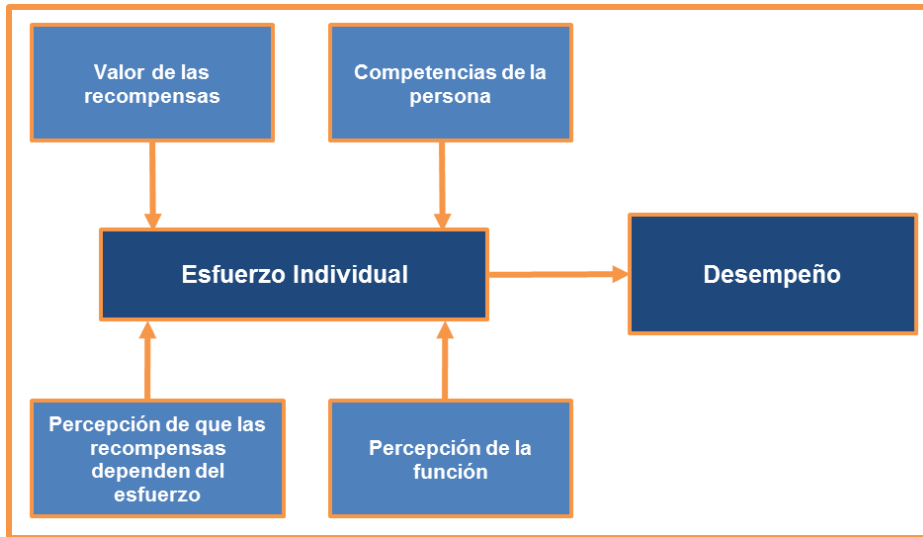 Valor de las
recompensas
Competencias de la
persona
Esfuerzo Individual
Desempeño
Percepción de que las
recompensas
dependen del
esfuerzo
Percepción de la
función